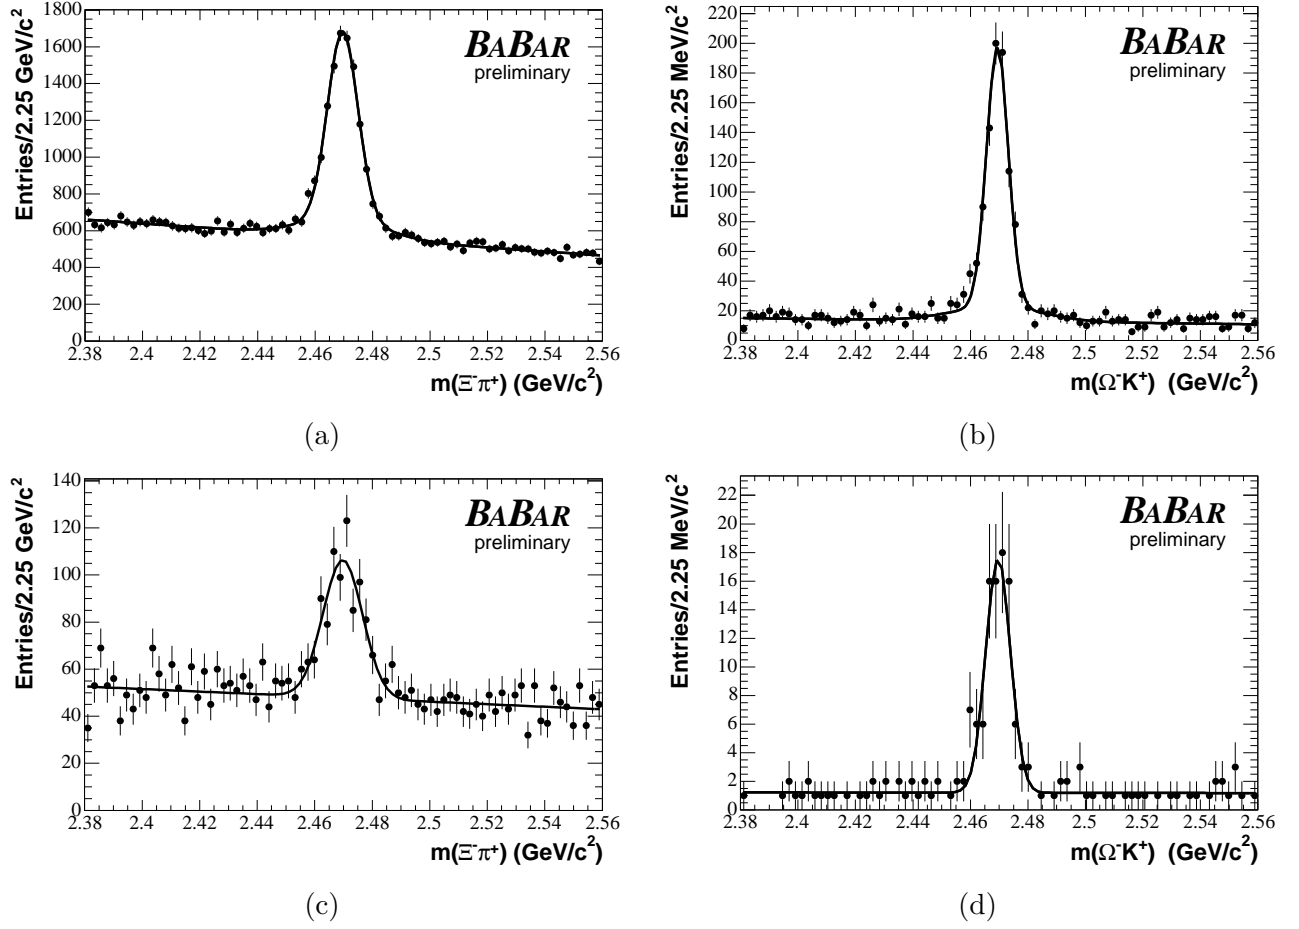 Entries/2.25 GeV/c²
1800
1600
1400
1200
1000
800
600
400
200
0
BABAR
preliminary
2.38 2.4 2.42 2.44 2.46 2.48 2.5 2.52 2.54 2.56
m(Ξ⁻π⁺) (GeV/c²)
(a)
Entries/2.25 MeV/c²
220
200
180
160
140
120
100
80
60
40
20
0
BABAR
preliminary
2.38 2.4 2.42 2.44 2.46 2.48 2.5 2.52 2.54 2.56
m(Ω⁻K⁺) (GeV/c²)
(b)
Entries/2.25 GeV/c²
140
120
100
80
60
40
20
0
BABAR
preliminary
2.38 2.4 2.42 2.44 2.46 2.48 2.5 2.52 2.54 2.56
m(Ξ⁻π⁺) (GeV/c²)
(c)
Entries/2.25 MeV/c²
22
20
18
16
14
12
10
8
6
4
2
0
BABAR
preliminary
2.38 2.4 2.42 2.44 2.46 2.48 2.5 2.52 2.54 2.56
m(Ω⁻K⁺) (GeV/c²)
(d)